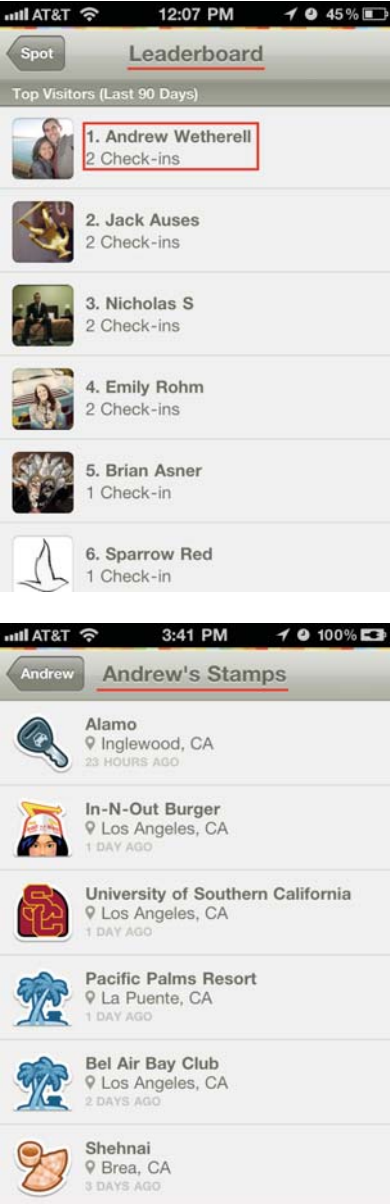 AT&T 12:07 PM 45%
Spot Leaderboard
Top Visitors (Last 90 Days)
1. Andrew Wetherell
2 Check-ins
2. Jack Auses
2 Check-ins
3. Nicholas S
2 Check-ins
4. Emily Rohm
2 Check-ins
5. Brian Asner
1 Check-in
6. Sparrow Red
1 Check-in
AT&T 3:41 PM 100%
Andrew Andrew's Stamps
Alamo
Inglewood, CA
23 HOURS AGO
In-N-Out Burger
Los Angeles, CA
1 DAY AGO
SC
University of Southern California
Los Angeles, CA
1 DAY AGO
Pacific Palms Resort
La Puente, CA
1 DAY AGO
Bel Air Bay Club
Los Angeles, CA
2 DAYS AGO
Shehnai
Brea, CA
3 DAYS AGO